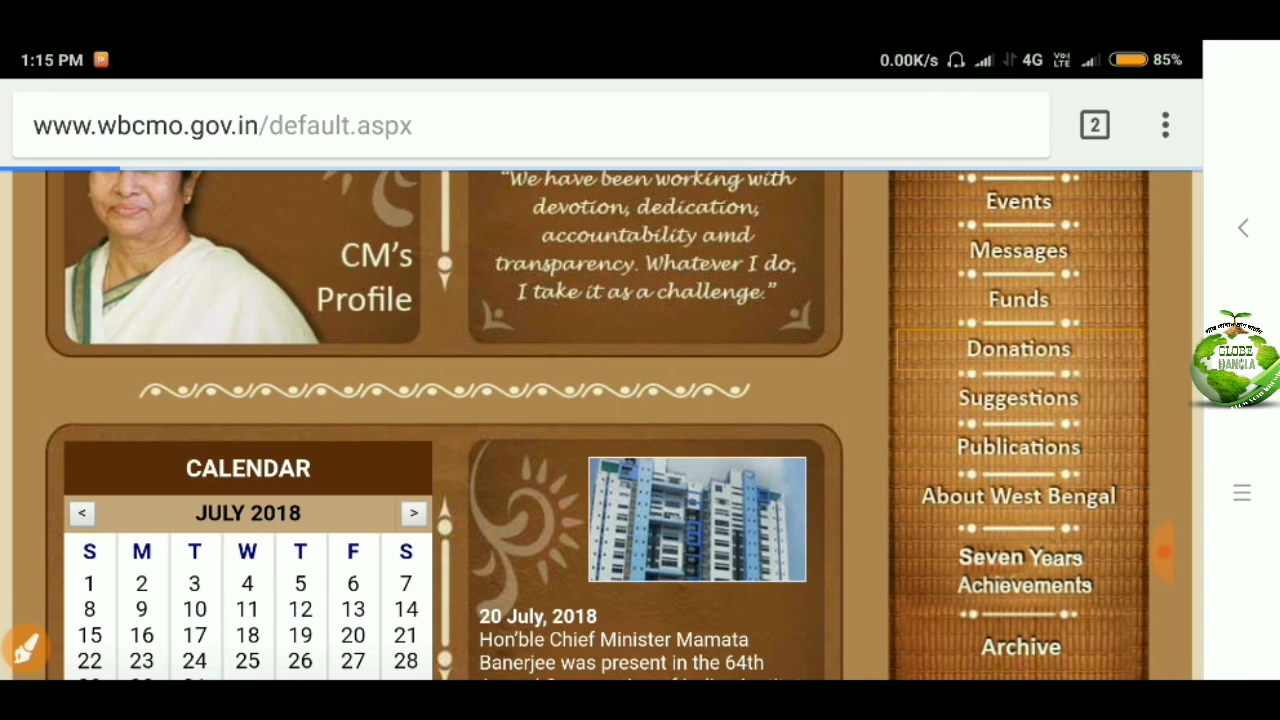 1:15 PM
0.00K/s 4G Vo) LTE 85%
www.wbcmo.gov.in/default.aspx
2
"We have been working with
devotion, dedication,
accountability amd
transparency. Whatever I do,
I take it as a challenge."
CM's
Profile
Events
Messages
Funds
Donations
Suggestions
Publications
About West Bengal
Seven Years
Achievements
Archive
GLOBE
BANGLA
CALENDAR
< JULY 2018 >
S M T W T F S
1 2 3 4 5 6 7
8 9 10 11 12 13 14
15 16 17 18 19 20 21
22 23 24 25 26 27 28
20 July, 2018
Hon'ble Chief Minister Mamata
Banerjee was present in the 64th